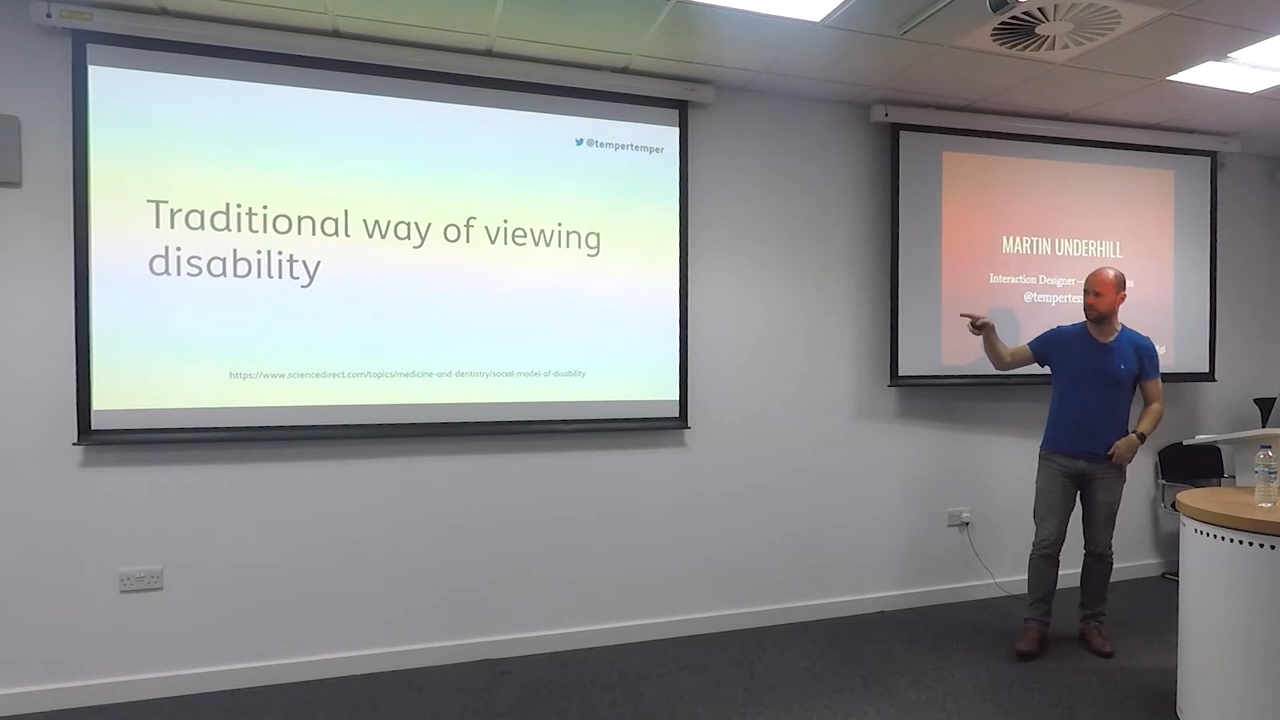 @tempertemper
Traditional way of viewing
disability
https://www.sciencedirect.com/topics/medicine-and-dentistry/social-model-of-disability
MARTIN UNDERHILL
Interaction Designer —